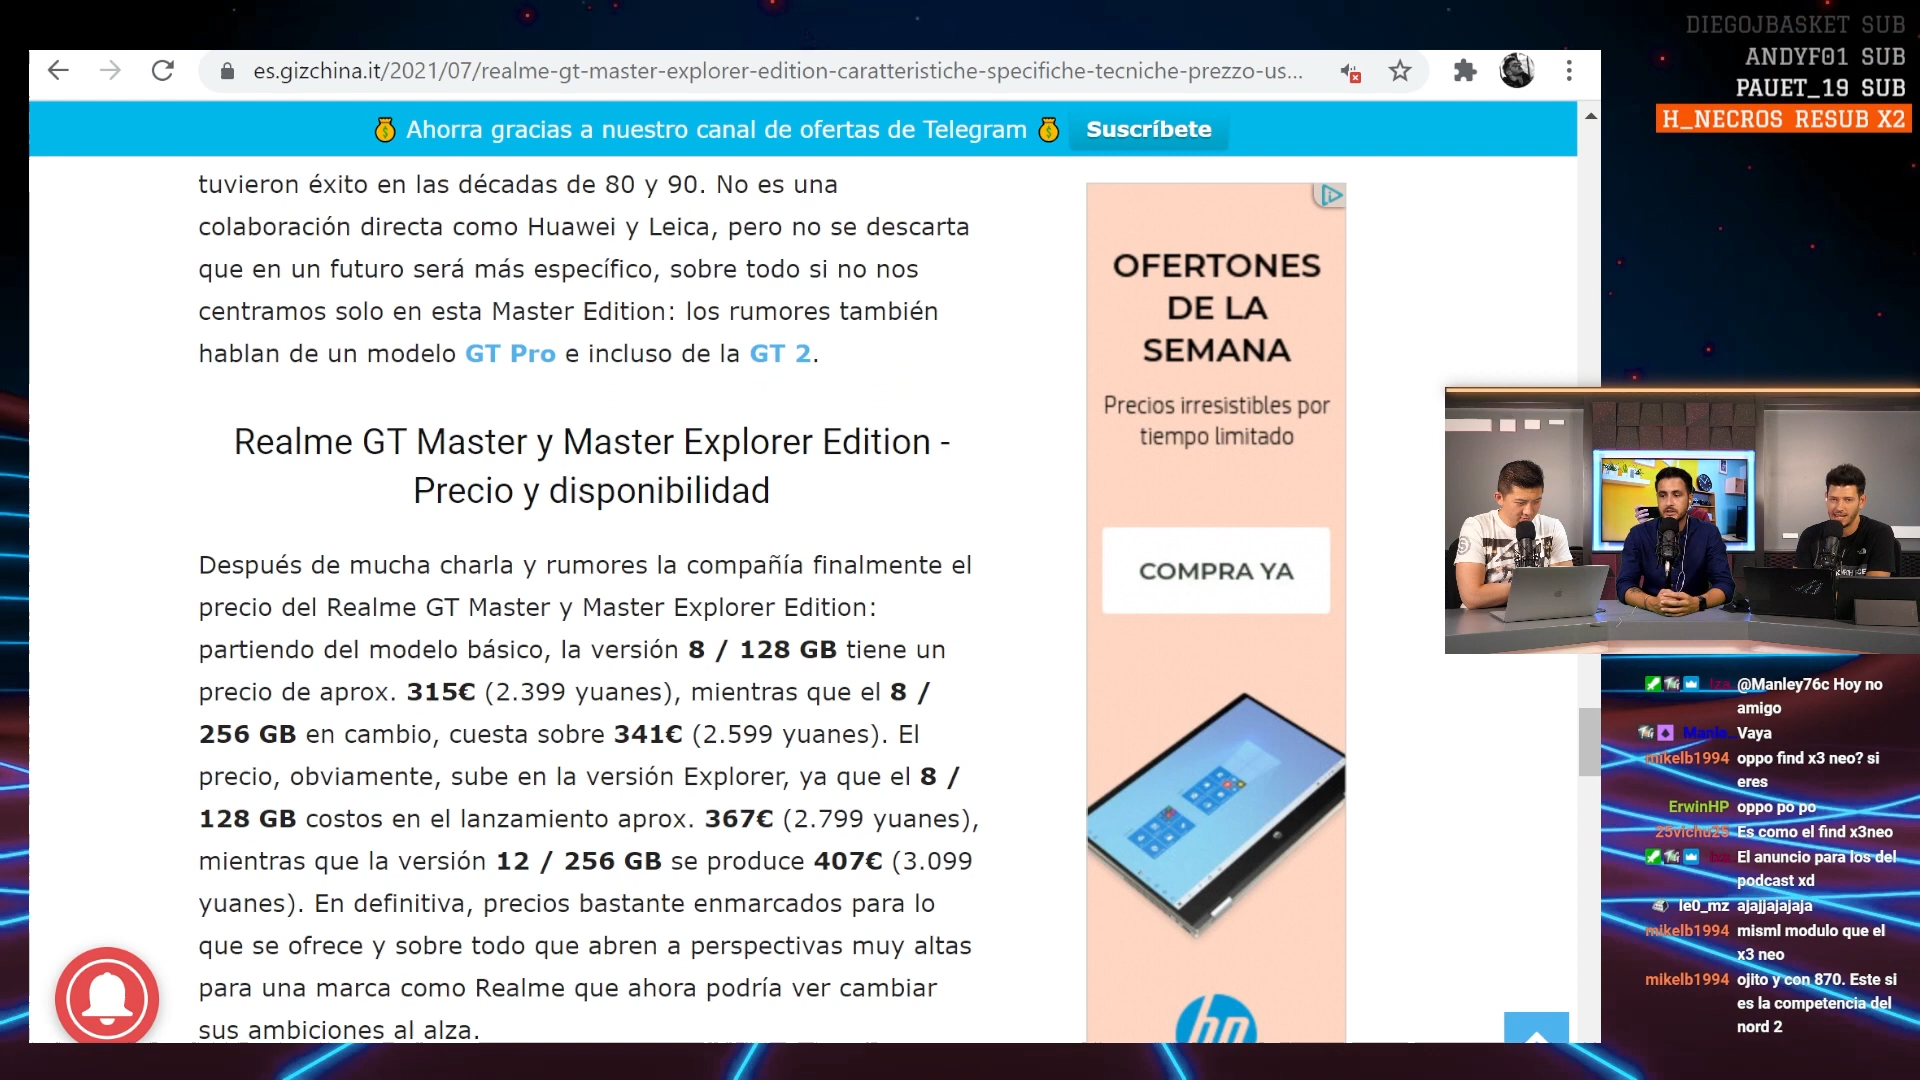 DIEGOJBASKET SUB
ANDYF01 SUB
PAUET_19 SUB
H_NECROS RESUB X2
es.gizchina.it/2021/07/realme-gt-master-explorer-edition-caratteristiche-specifiche-tecniche-prezzo-us...
Ahorra gracias a nuestro canal de ofertas de Telegram
Suscríbete
tuvieron éxito en las décadas de 80 y 90. No es una
colaboración directa como Huawei y Leica, pero no se descarta
que en un futuro será más específico, sobre todo si no nos
centramos solo en esta Master Edition: los rumores también
hablan de un modelo GT Pro e incluso de la GT 2.
Realme GT Master y Master Explorer Edition -
Precio y disponibilidad
Después de mucha charla y rumores la compañía finalmente el
precio del Realme GT Master y Master Explorer Edition:
partiendo del modelo básico, la versión 8 / 128 GB tiene un
precio de aprox. 315€ (2.399 yuanes), mientras que el 8 /
256 GB en cambio, cuesta sobre 341€ (2.599 yuanes). El
precio, obviamente, sube en la versión Explorer, ya que el 8 /
128 GB costos en el lanzamiento aprox. 367€ (2.799 yuanes),
mientras que la versión 12 / 256 GB se produce 407€ (3.099
yuanes). En definitiva, precios bastante enmarcados para lo
que se ofrece y sobre todo que abren a perspectivas muy altas
para una marca como Realme que ahora podría ver cambiar
sus ambiciones al alza.
OFERTONES
DE LA
SEMANA
Precios irresistibles por
tiempo limitado
COMPRA YA
hp
@Manley76c Hoy no
amigo
Vaya
mikelb1994 oppo find x3 neo? si
eres
ErwinHP oppo po po
25vichu25 Es como el find x3neo
El anuncio para los del
podcast xd
le0_mz ajajjajajaja
mikelb1994 misml modulo que el
x3 neo
mikelb1994 ojito y con 870. Este si
es la competencia del
nord 2